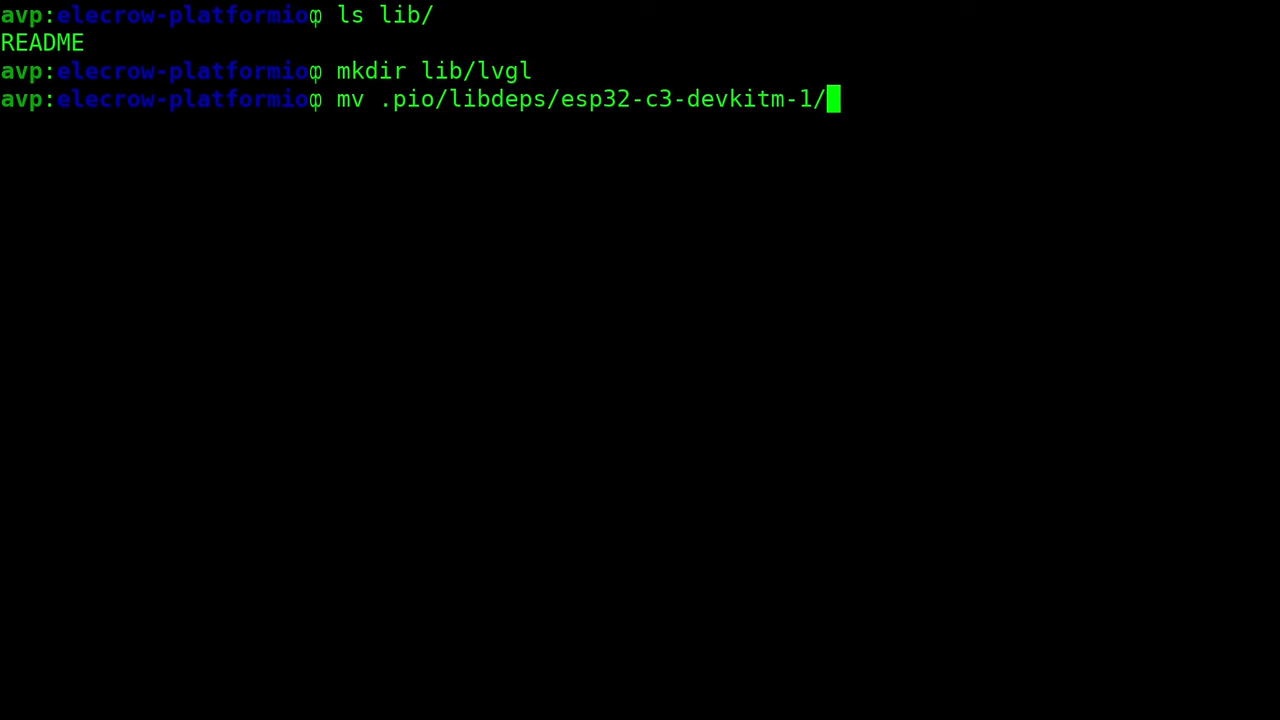 avp:elecrow-platformio@ ls lib/
README
avp:elecrow-platformio@ mkdir lib/lvgl
avp:elecrow-platformio@ mv .pio/libdeps/esp32-c3-devkitm-1/